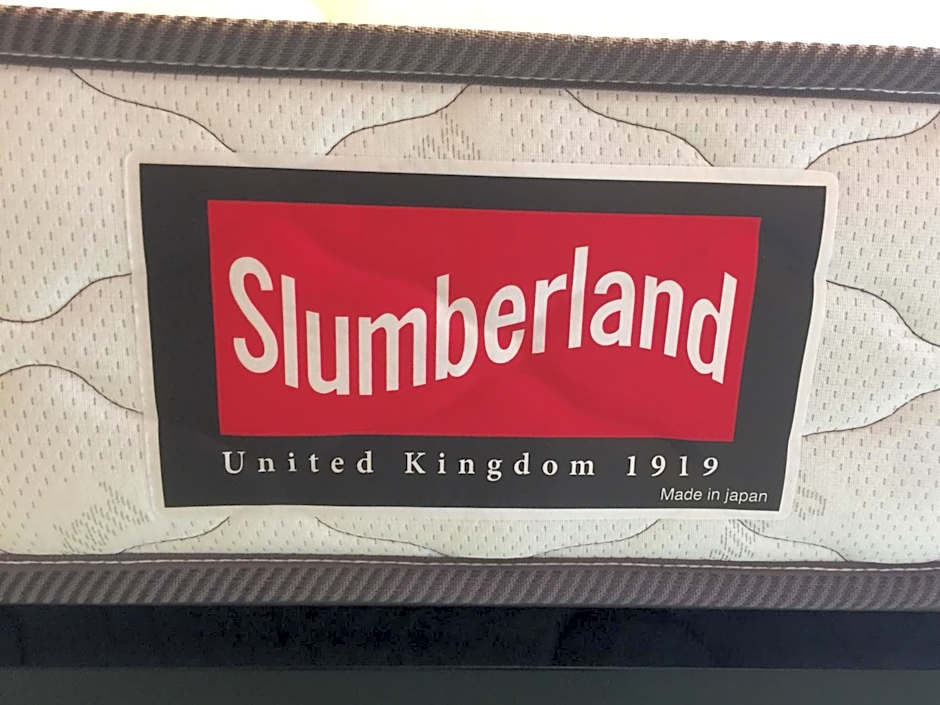 Slumberland
United Kingdom 1919
Made in japan